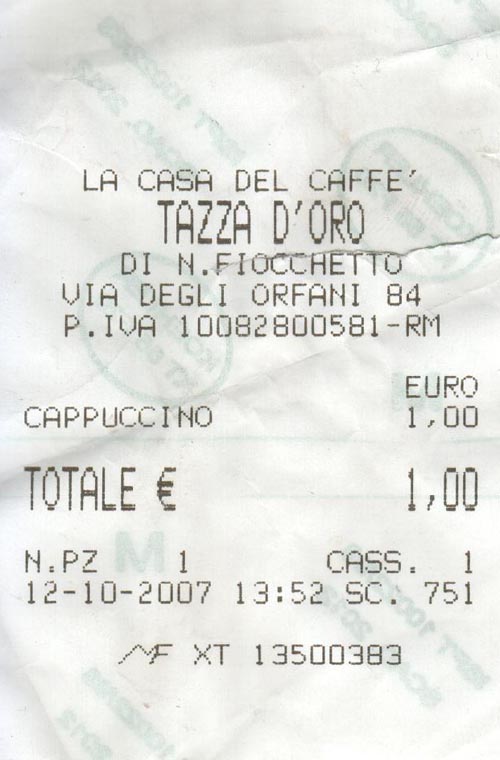 LA CASA DEL CAFFE'
TAZZA D'ORO
DI N.FIOCCHETTO
VIA DEGLI ORFANI 84
P.IVA 10082800581-RM
EURO
CAPPUCCINO 1,00
TOTALE € 1,00
N.PZ 1 CASS. 1
12-10-2007 13:52 SC. 751
MF XT 13500383